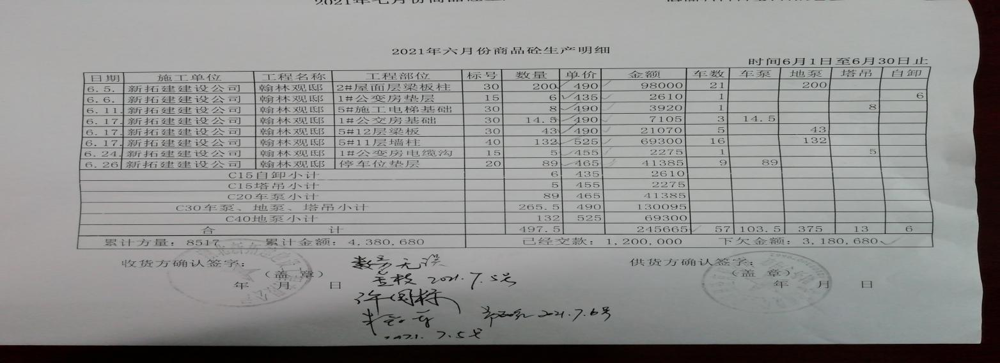 2021年六月份商品砼生产明细
时间6月1日至6月30日止
日期 施工单位 工程名称 工程部位 标号 数量 单价 金额 车数 车泵 地泵 塔吊 自卸
6.5. 新拓建建设公司 翰林观邸 2#屋面层梁板柱 30 200 490 98000 21 200
6.6. 新拓建建设公司 翰林观邸 1#公变房垫层 15 6 435 2610 1 6
6.11. 新拓建建设公司 翰林观邸 5#施工电梯基础 30 8 490 3920 1 8
6.17. 新拓建建设公司 翰林观邸 1#公交房基础 30 14.5 490 7105 3 14.5
6.17. 新拓建建设公司 翰林观邸 5#12层梁板 30 43 490 21070 5 43
6.17. 新拓建建设公司 翰林观邸 5#11层墙柱 40 132 525 69300 16 132
6.24. 新拓建建设公司 翰林观邸 1#公变房电缆沟 15 5 455 2275 1 5
6.26 新拓建建设公司 翰林观邸 停车位垫层 20 89 465 41385 9 89
C15自卸小计 6 435 2610
C15塔吊小计 5 455 2275
C20车泵小计 89 465 41385
C30车泵、地泵、塔吊小计 265.5 490 130095
C40地泵小计 132 525 69300
合计 497.5 245665 57 103.5 375 13 6
累计方量：8517 累计金额：4,380,680 已经交款：1,200,000 下欠金额：3,180,680
收货方确认签字： 数另无误 供货方确认签字：
（盖 章） （盖 章）
年 月 日 2021.7.5号 年 月 日
许国标
2021.7.6号
2021.7.5号